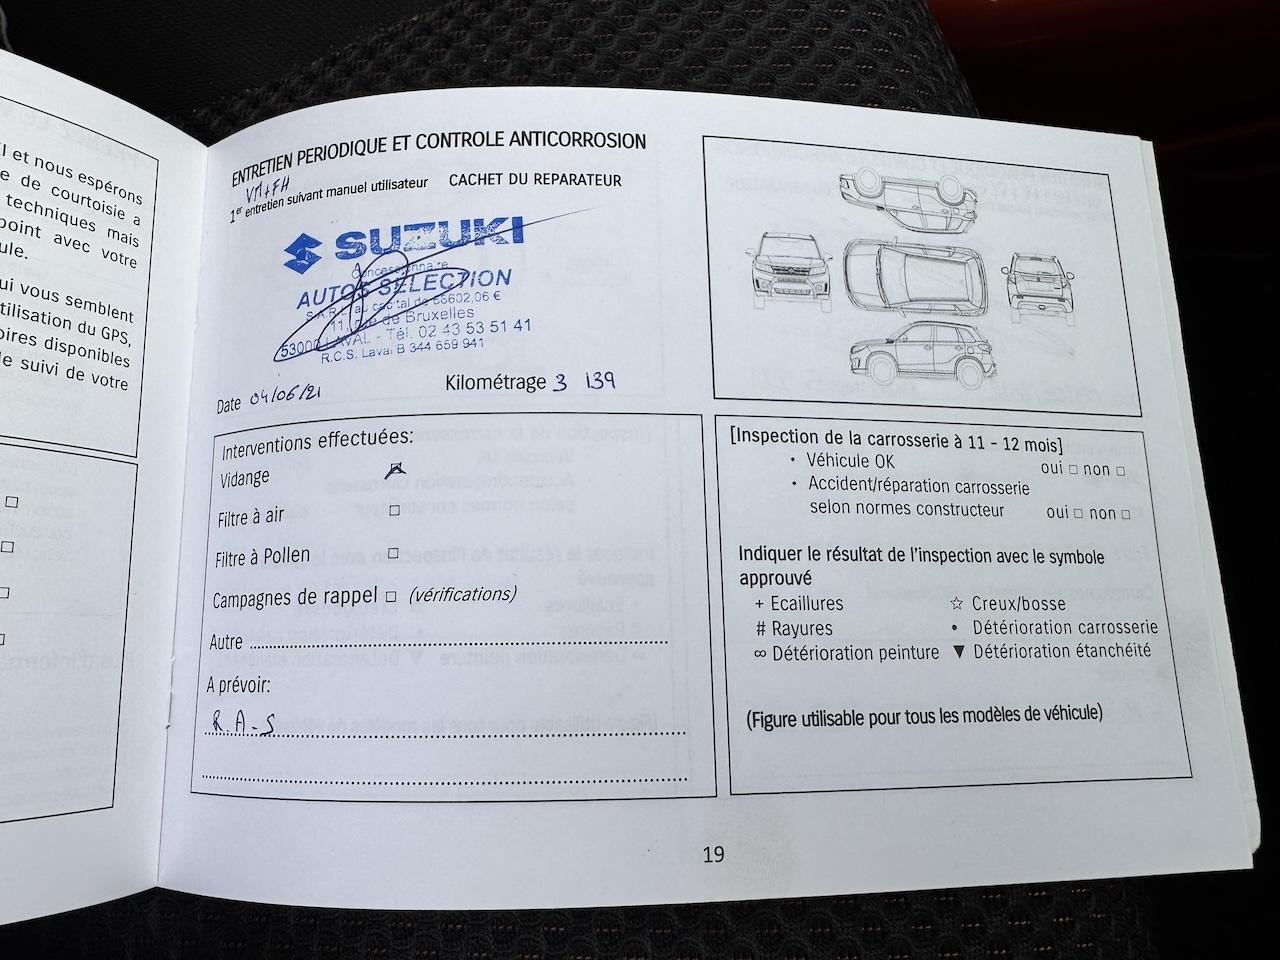 I et nous espérons
e de courtoisie a
techniques mais
point avec votre
ule.
ui vous semblent
tilisation du GPS,
oires disponibles
le suivi de votre
ENTRETIEN PERIODIQUE ET CONTROLE ANTICORROSION
VM+FH
1er entretien suivant manuel utilisateur CACHET DU REPARATEUR
SUZUKI
Concessionnaire
AUTOS SELECTION
S.A.R.L. au capital de 68602,06 €
11, rue de Bruxelles
53000 LAVAL - Tél. 02 43 53 51 41
R.C.S. Laval B 344 659 941
Date 04/06/21 Kilométrage 3 139
Interventions effectuées:
Vidange
Filtre à air □
Filtre à Pollen □
Campagnes de rappel □ (vérifications)
Autre
A prévoir:
R.A-S
[Inspection de la carrosserie à 11 - 12 mois]
• Véhicule OK oui □ non □
• Accident/réparation carrosserie
selon normes constructeur oui □ non □
Indiquer le résultat de l'inspection avec le symbole
approuvé
+ Ecaillures ☆ Creux/bosse
# Rayures • Détérioration carrosserie
∞ Détérioration peinture ▼ Détérioration étanchéité
(Figure utilisable pour tous les modèles de véhicule)
19